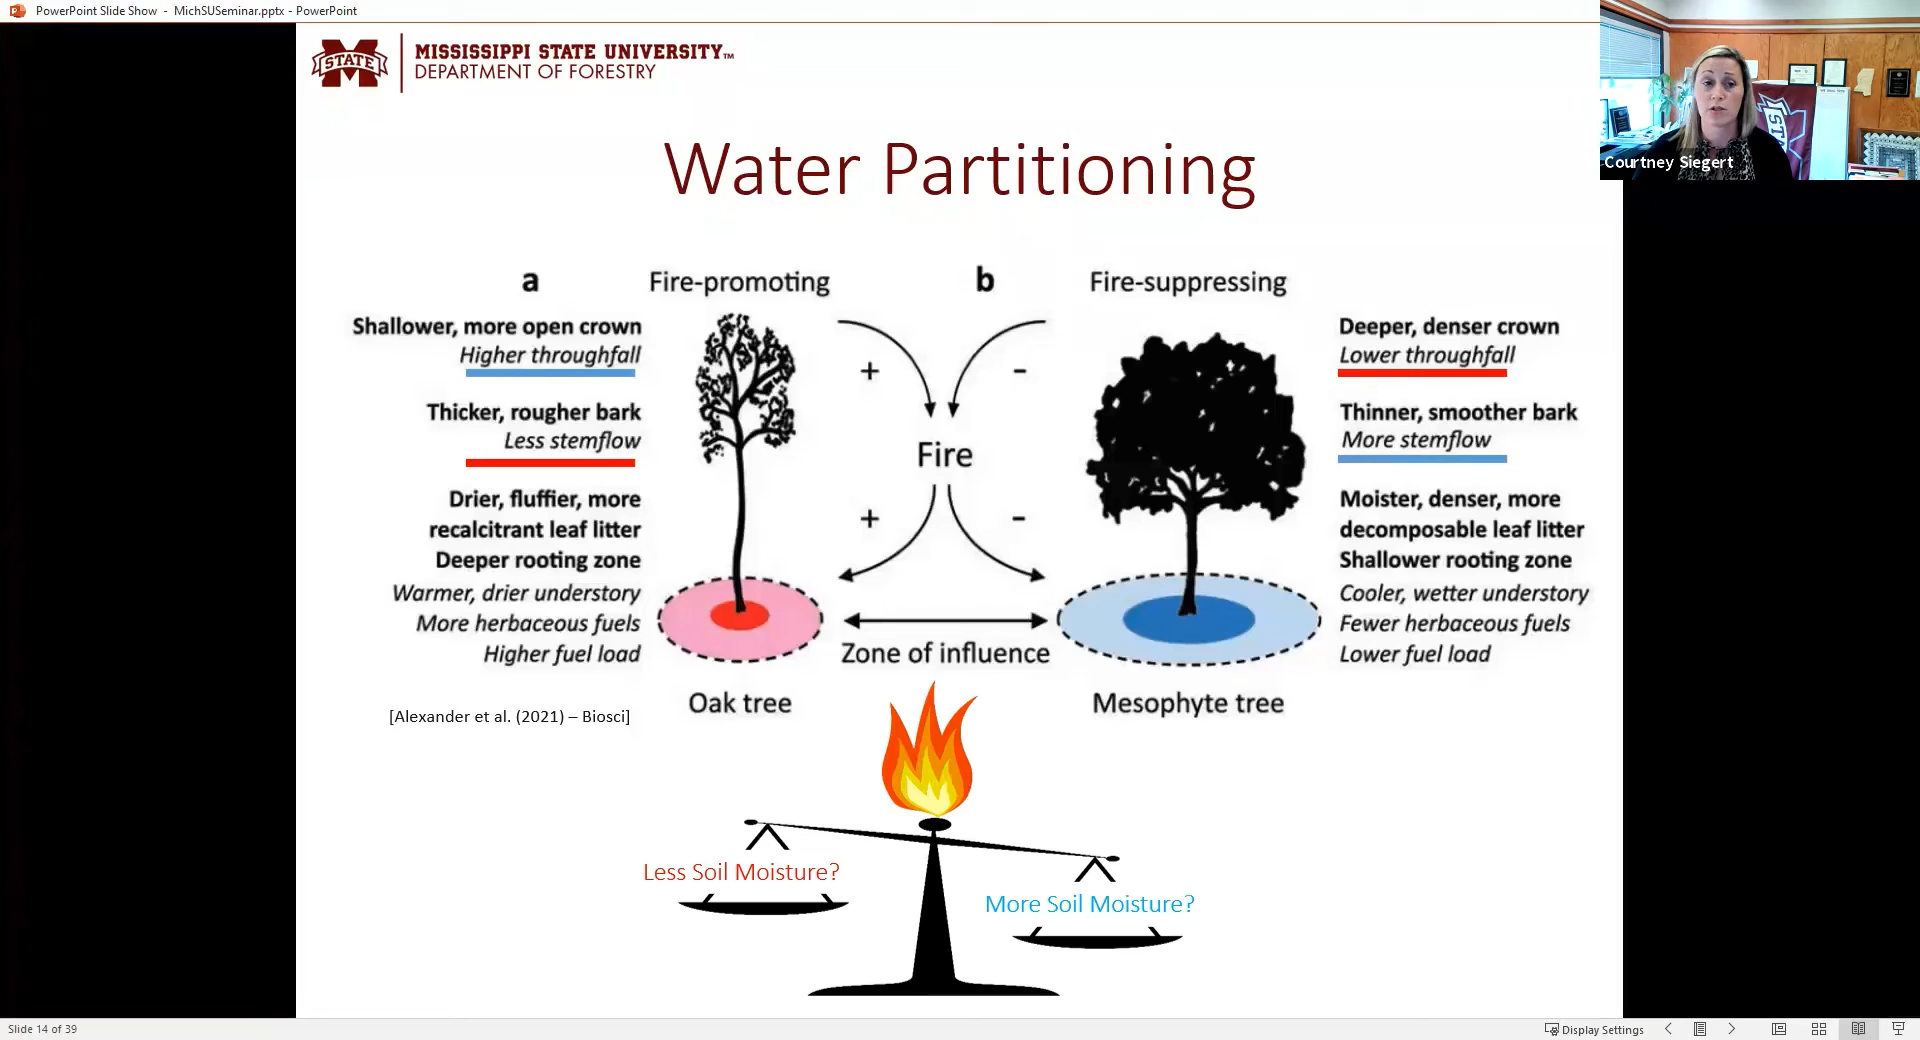 PowerPoint Slide Show - MichSUSeminar.pptx - PowerPoint
STATE
MISSISSIPPI STATE UNIVERSITY™
DEPARTMENT OF FORESTRY
Courtney Siegert
Water Partitioning
a
Fire-promoting
b
Fire-suppressing
Shallower, more open crown
Higher throughfall
Thicker, rougher bark
Less stemflow
Drier, fluffier, more
recalcitrant leaf litter
Deeper rooting zone
Warmer, drier understory
More herbaceous fuels
Higher fuel load
+
-
Fire
+
-
Zone of influence
Deeper, denser crown
Lower throughfall
Thinner, smoother bark
More stemflow
Moister, denser, more
decomposable leaf litter
Shallower rooting zone
Cooler, wetter understory
Fewer herbaceous fuels
Lower fuel load
[Alexander et al. (2021) – Biosci]
Oak tree
Mesophyte tree
Less Soil Moisture?
More Soil Moisture?
Slide 14 of 39
Display Settings